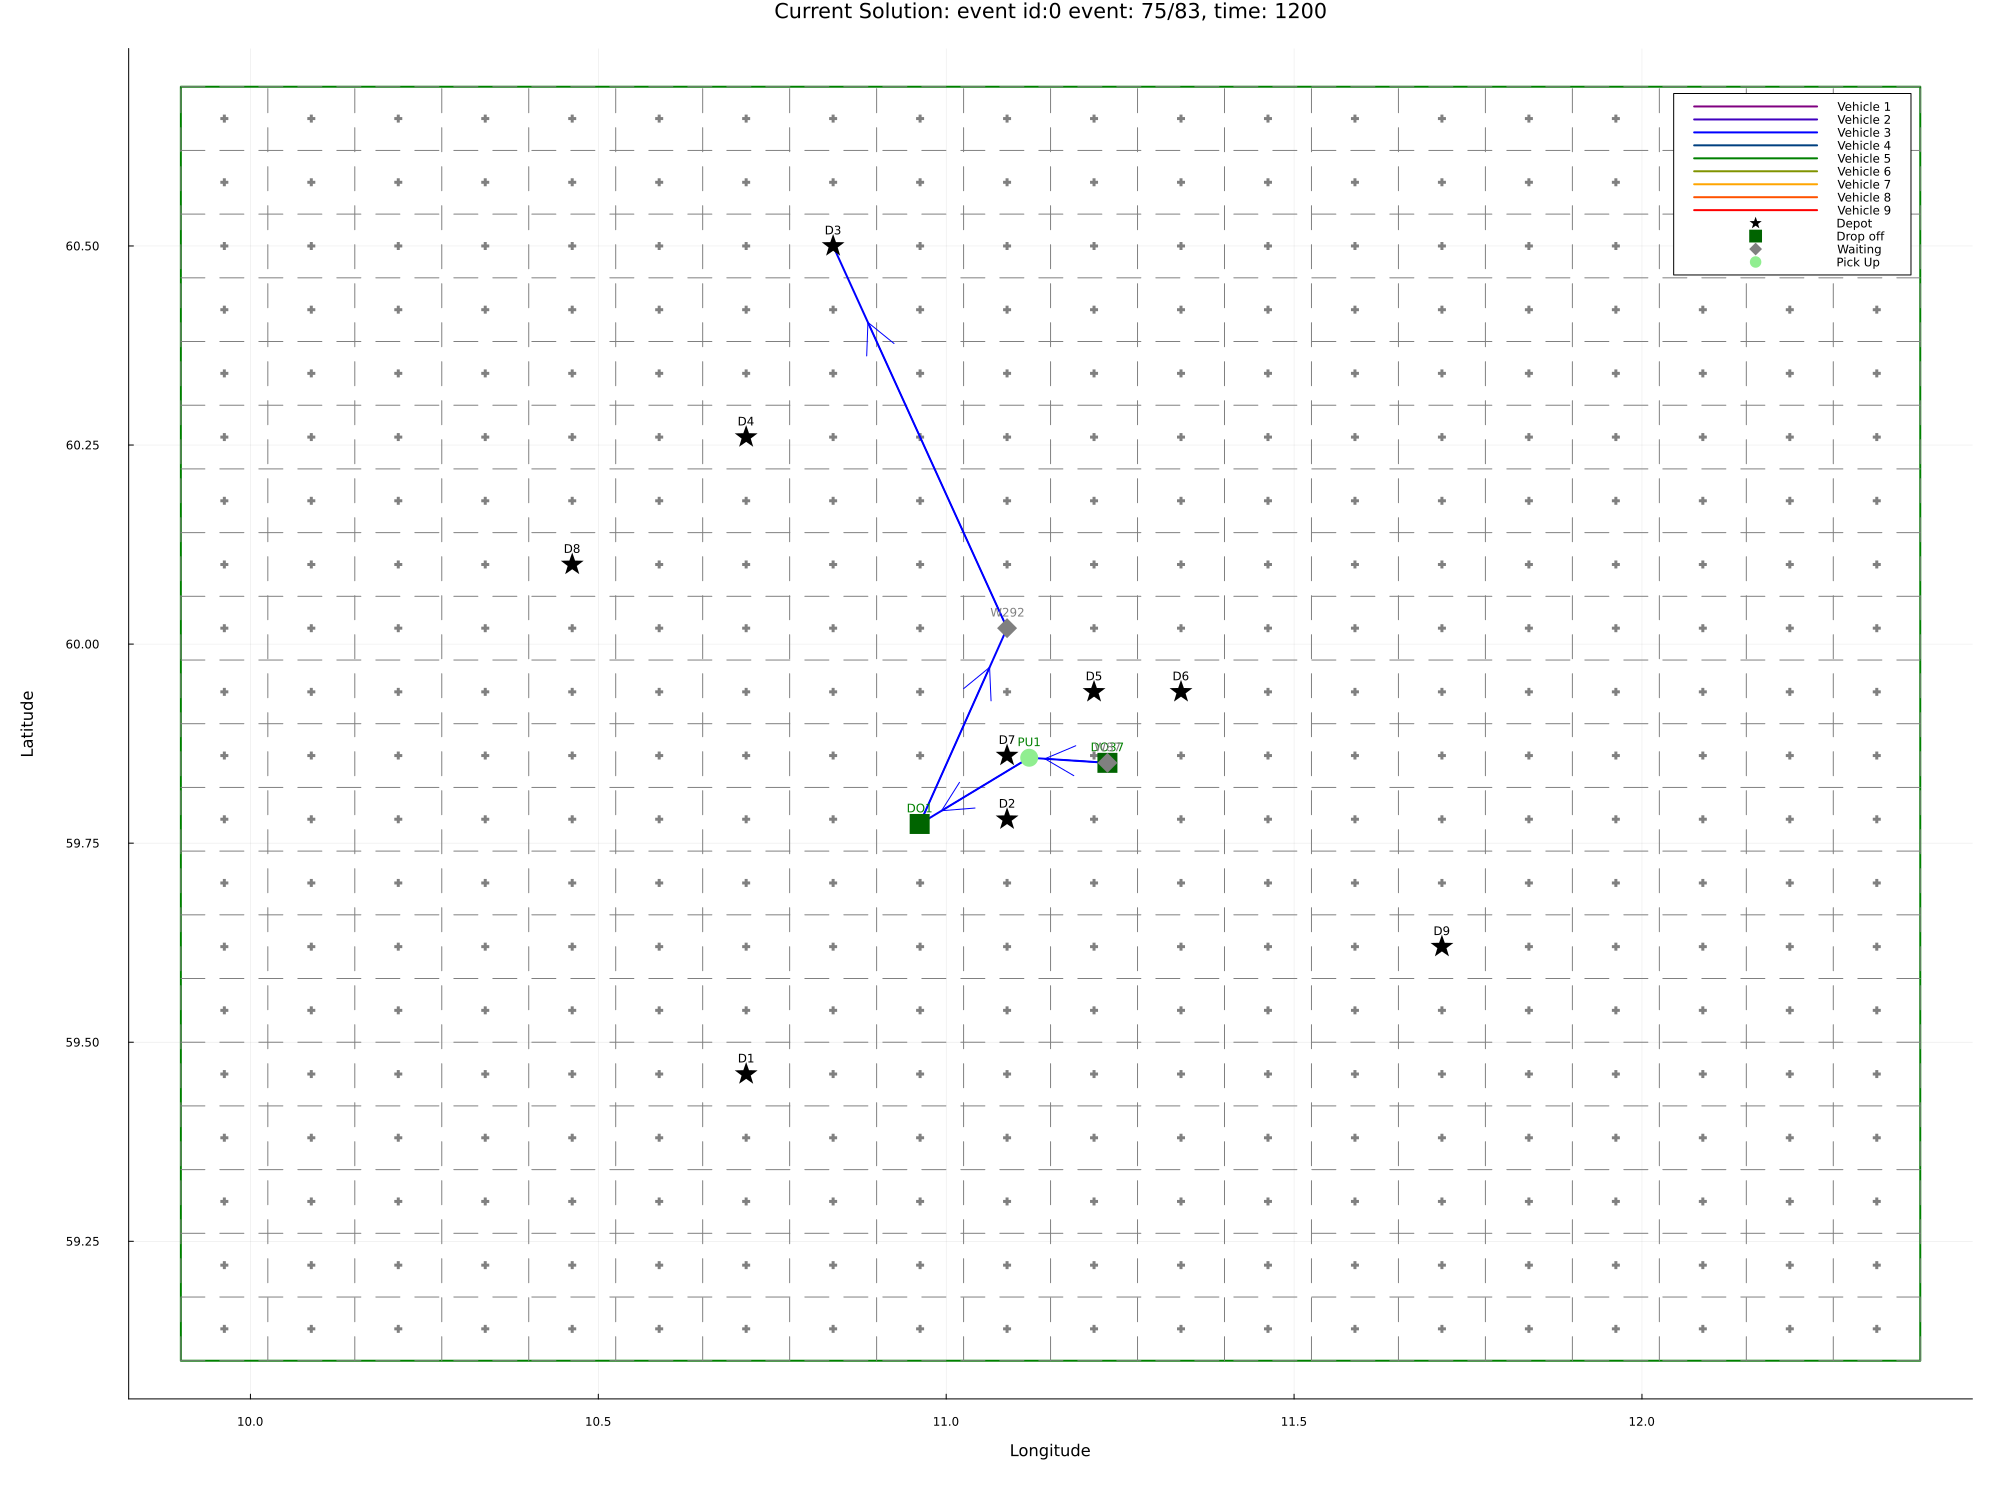 Current Solution: event id:0 event: 75/83, time: 1200
Vehicle 1
Vehicle 2
Vehicle 3
Vehicle 4
Vehicle 5
Vehicle 6
Vehicle 7
Vehicle 8
Vehicle 9
Depot
Drop off
Waiting
Pick Up
D3
60.50
D4
60.25
D8
W292
60.00
D5
D6
D7
PU1
DO37
DO1
D2
59.75
D9
59.50
D1
59.25
Latitude
10.0
10.5
11.0
11.5
12.0
Longitude